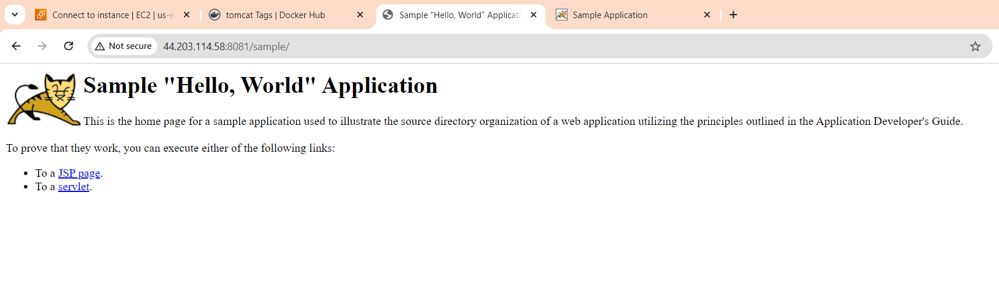 Connect to instance | EC2 | us-e
tomcat Tags | Docker Hub
Sample "Hello, World" Applicati
Sample Application
Not secure
44.203.114.58:8081/sample/
Sample "Hello, World" Application
This is the home page for a sample application used to illustrate the source directory organization of a web application utilizing the principles outlined in the Application Developer's Guide.
To prove that they work, you can execute either of the following links:
• To a JSP page.
• To a servlet.